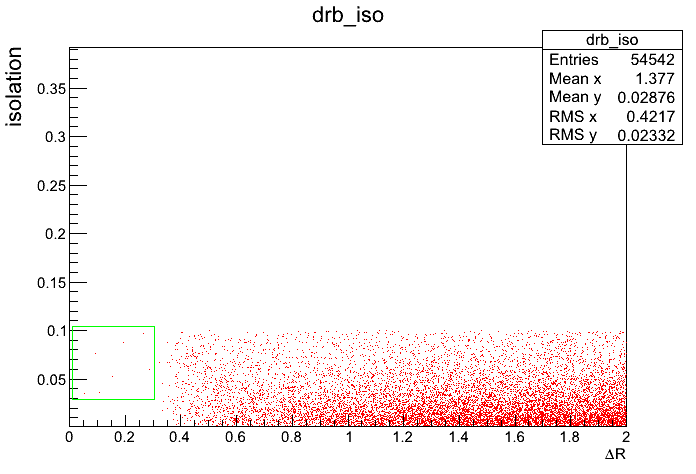 drb_iso
drb_iso
Entries 54542
Mean x 1.377
Mean y 0.02876
RMS x 0.4217
RMS y 0.02332
isolation
0.35
0.3
0.25
0.2
0.15
0.1
0.05
0 0.2 0.4 0.6 0.8 1 1.2 1.4 1.6 1.8 2
ΔR